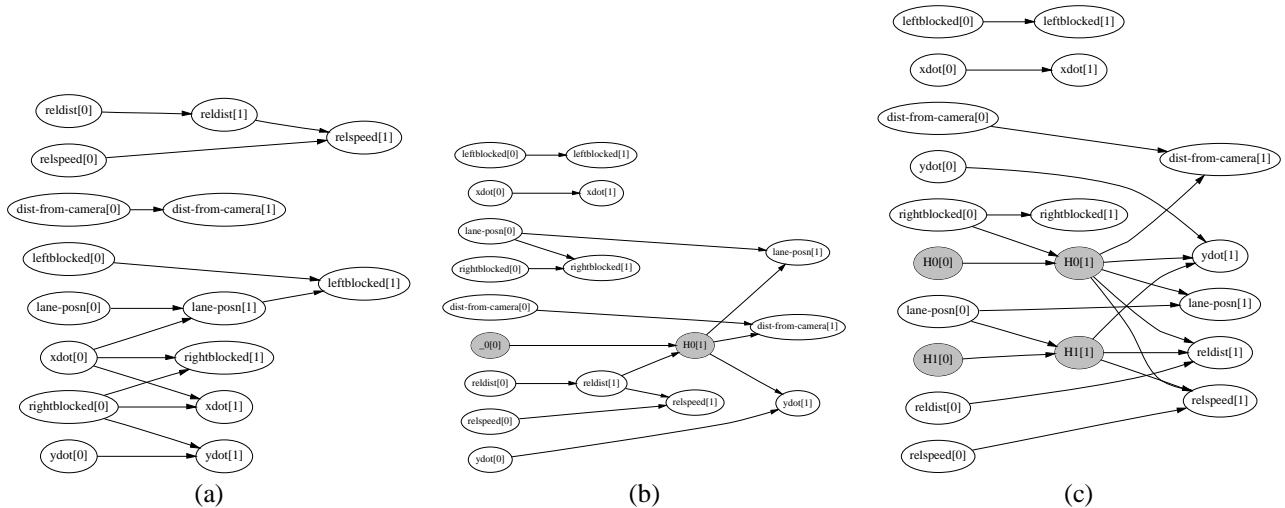 reldist[0]
reldist[1]
relspeed[1]
relspeed[0]
dist-from-camera[0]
dist-from-camera[1]
leftblocked[0]
leftblocked[1]
lane-posn[0]
lane-posn[1]
xdot[0]
rightblocked[1]
rightblocked[0]
xdot[1]
ydot[0]
ydot[1]
(a)
leftblocked[0]
leftblocked[1]
xdot[0]
xdot[1]
lane-posn[0]
lane-posn[1]
rightblocked[0]
rightblocked[1]
dist-from-camera[0]
dist-from-camera[1]
_0[0]
H0[1]
reldist[0]
reldist[1]
relspeed[1]
ydot[1]
relspeed[0]
ydot[0]
(b)
leftblocked[0]
leftblocked[1]
xdot[0]
xdot[1]
dist-from-camera[0]
dist-from-camera[1]
ydot[0]
rightblocked[0]
rightblocked[1]
H0[0]
H0[1]
ydot[1]
lane-posn[0]
lane-posn[1]
H1[0]
H1[1]
reldist[1]
reldist[0]
relspeed[1]
relspeed[0]
(c)